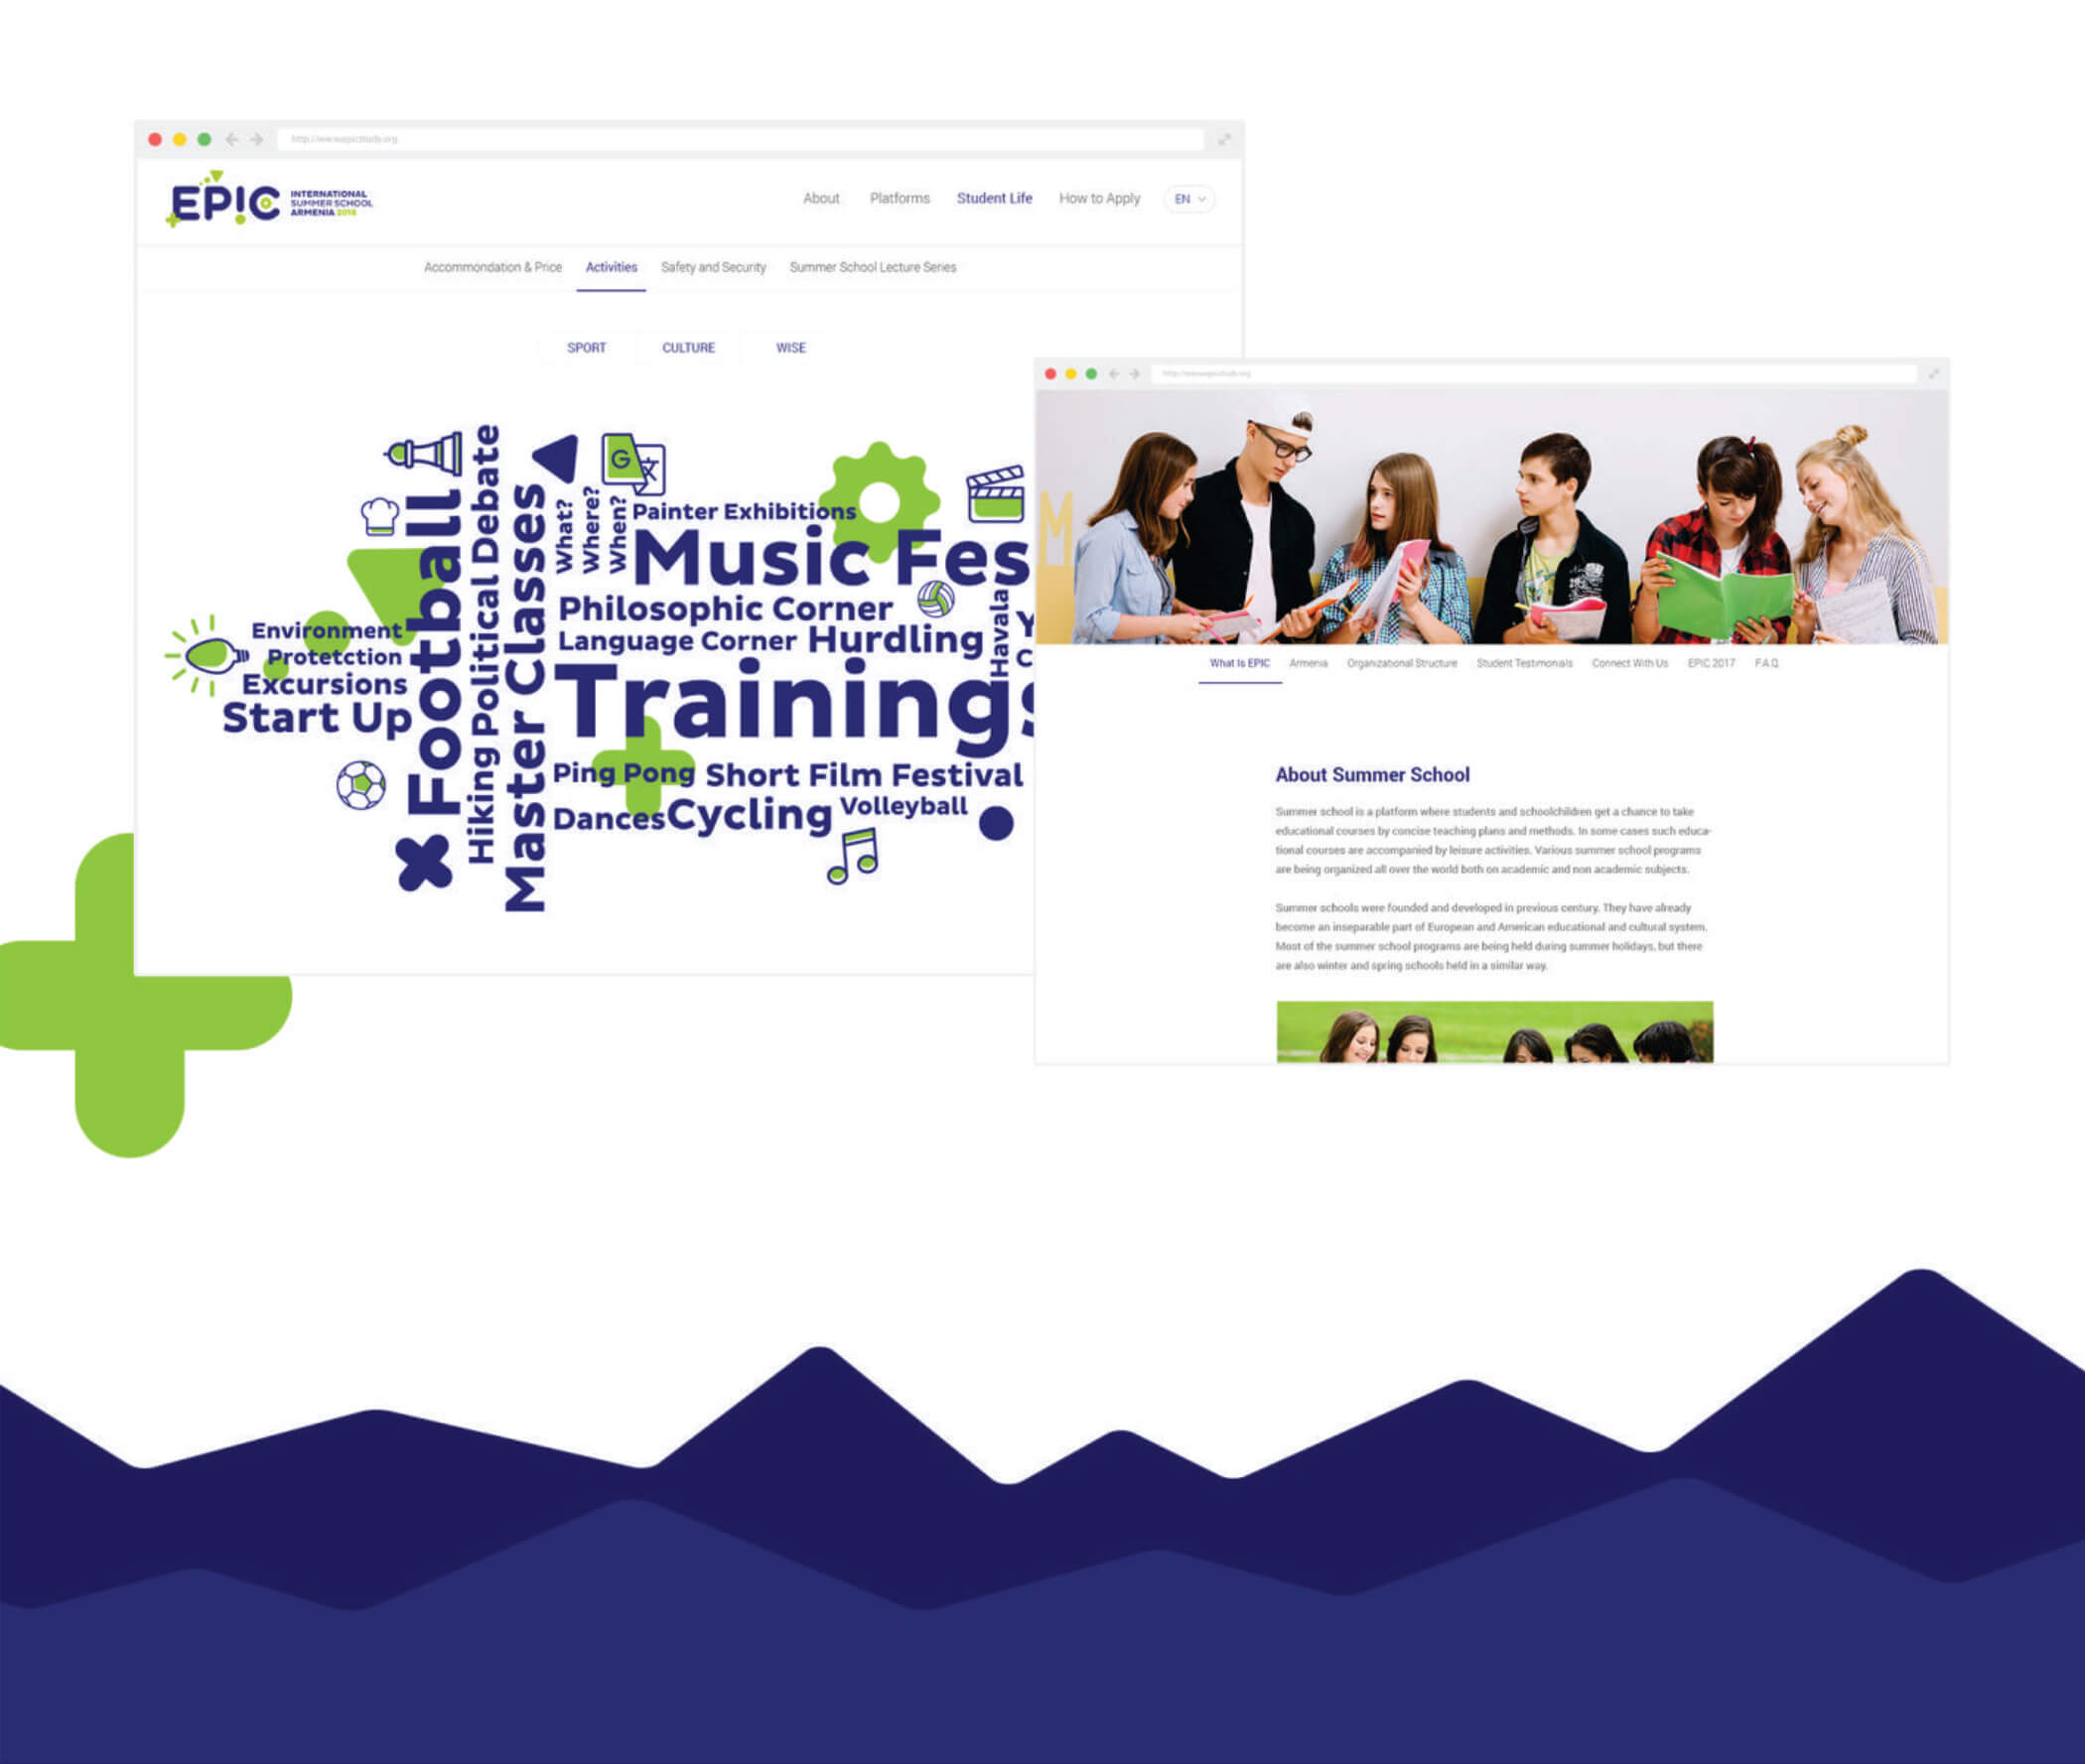 EPIC
INTERNATIONAL
SUMMER SCHOOL
ARMENIA 2018
About Platforms Student Life How to Apply EN
Accommondation & Price Activities Safety and Security Summer School Lecture Series
SPORT CULTURE WISE
Environment
Protetction
Excursions
Start Up
Football
Hiking Political Debate
Master Classes
What?
Where?
When?
G
Painter Exhibitions
Music Fes
Philosophic Corner
Language Corner Hurdling
Havala
Y
C
Trainings
Ping Pong Short Film Festival
Dances Cycling Volleyball
M
What Is EPIC Armenia Organizational Structure Student Testimonials Connect With Us EPIC 2017 F.A.Q
About Summer School
Summer school is a platform where students and schoolchildren get a chance to take
educational courses by concise teaching plans and methods. In some cases such educa-
tional courses are accompanied by leisure activities. Various summer school programs
are being organized all over the world both on academic and non academic subjects.
Summer schools were founded and developed in previous century. They have already
become an inseparable part of European and American educational and cultural system.
Most of the summer school programs are being held during summer holidays, but there
are also winter and spring schools held in a similar way.